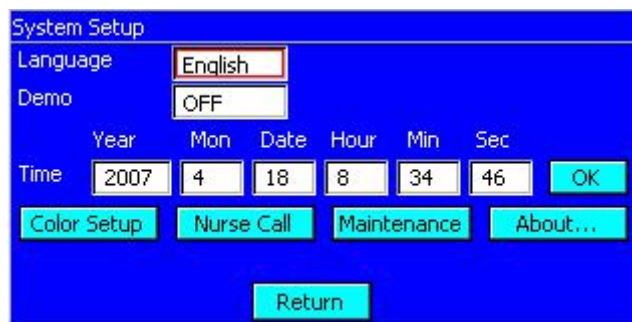 System Setup
Language English
Demo OFF
Year Mon Date Hour Min Sec
Time 2007 4 18 8 34 46 OK
Color Setup Nurse Call Maintenance About...
Return